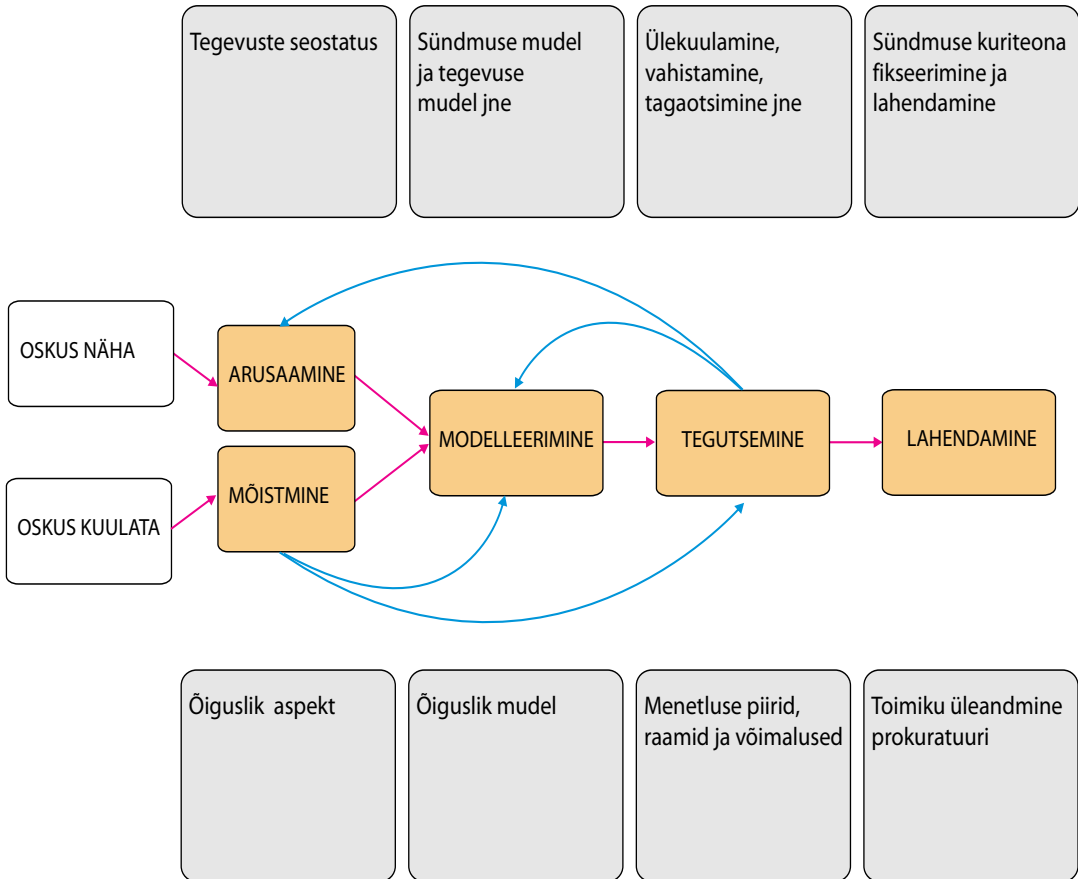 Tegevuste seostatus
Sündmuse mudel
ja tegevuse
mudel jne
Ülekuulamine,
vahistamine,
tagaotsimine jne
Sündmuse kuriteona
fikseerimine ja
lahendamine
OSKUS NÄHA
ARUSAAMINE
MODELLEERIMINE
TEGUTSEMINE
LAHENDAMINE
MÕISTMINE
OSKUS KUULATA
Õiguslik aspekt
Õiguslik mudel
Menetluse piirid,
raamid ja võimalused
Toimiku üleandmine
prokuratuuri